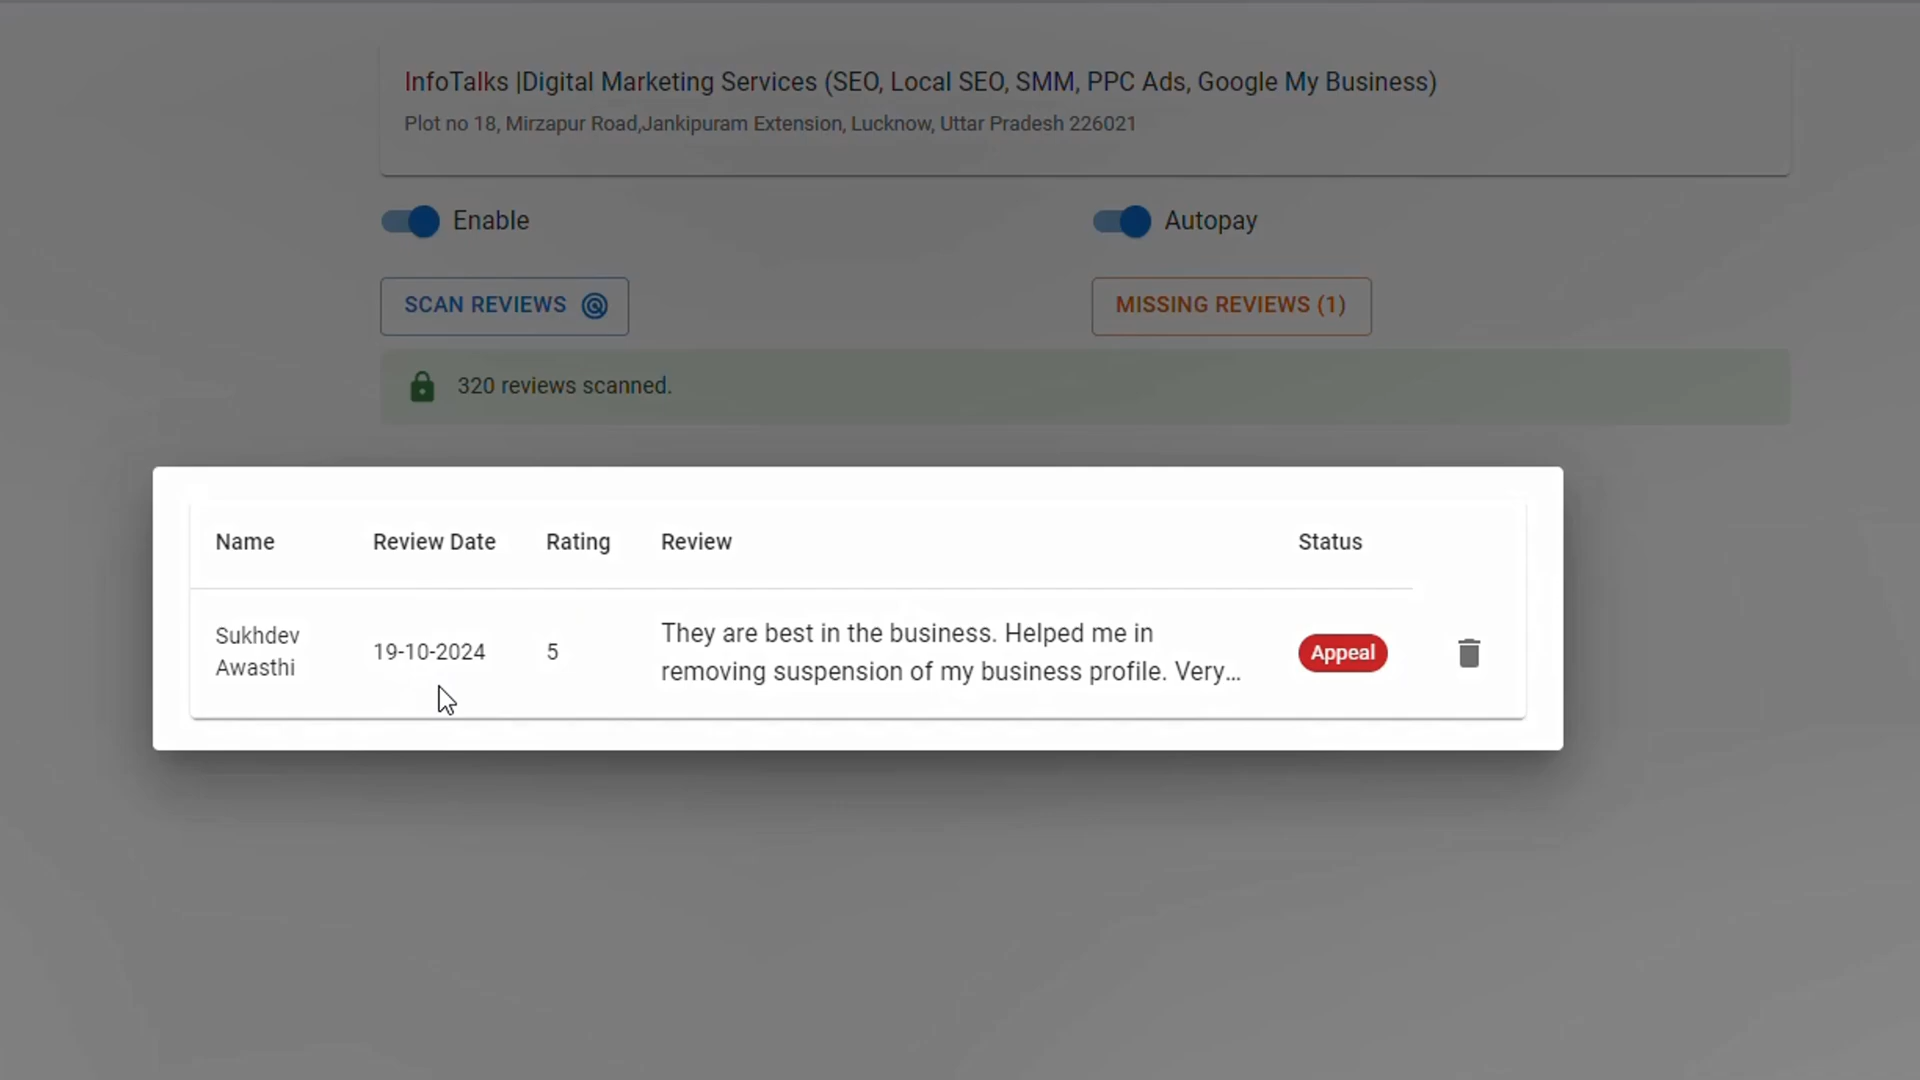 InfoTalks |Digital Marketing Services (SEO, Local SEO, SMM, PPC Ads, Google My Business)
Plot no 18, Mirzapur Road,Jankipuram Extension, Lucknow, Uttar Pradesh 226021
Enable
Autopay
SCAN REVIEWS
MISSING REVIEWS (1)
320 reviews scanned.
Name Review Date Rating Review Status
Sukhdev Awasthi 19-10-2024 5 They are best in the business. Helped me in
removing suspension of my business profile. Very...
Appeal